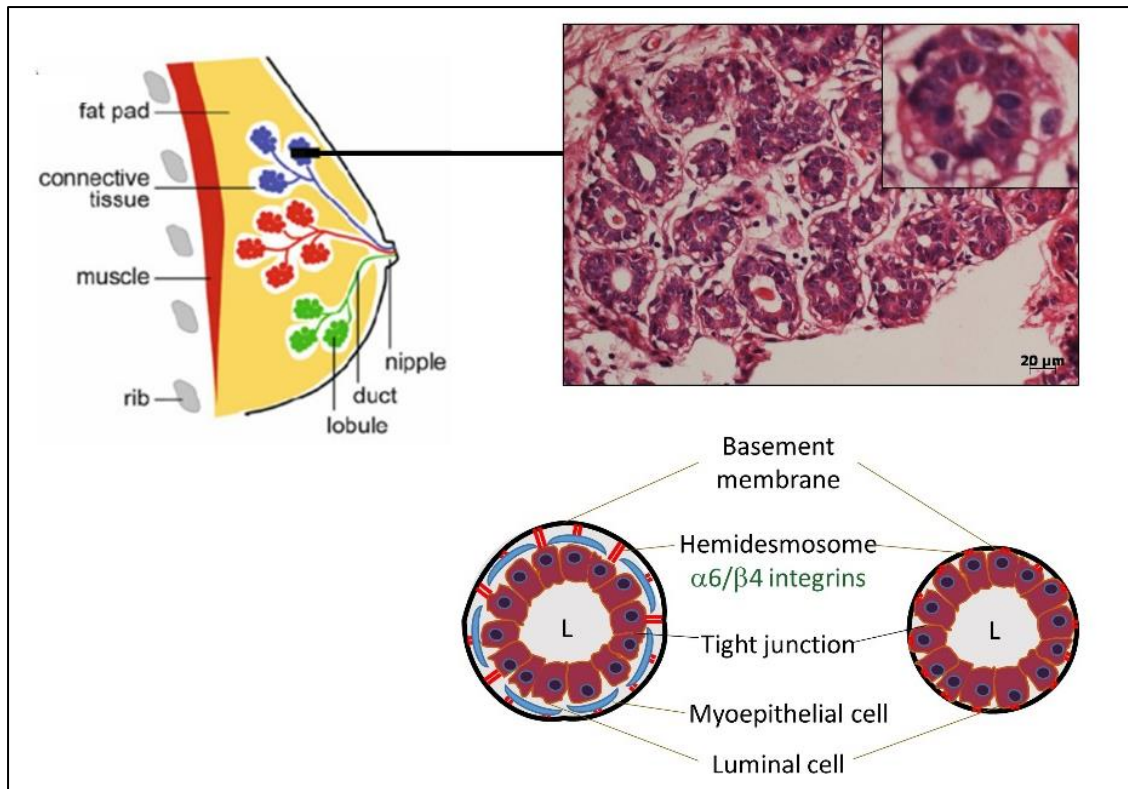 fat pad
connective
tissue
muscle
rib
nipple
duct
lobule
20 µm
Basement
membrane
Hemidesmosome
α6/β4 integrins
L
L
Tight junction
Myoepithelial cell
Luminal cell